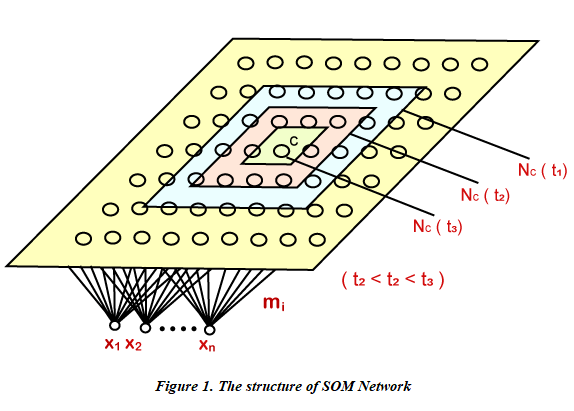 C
Nc ( t₁)
Nc ( t₂)
Nc ( t₃)
( t₂ < t₂ < t₃ )
mᵢ
x₁ x₂ xₙ
Figure 1. The structure of SOM Network